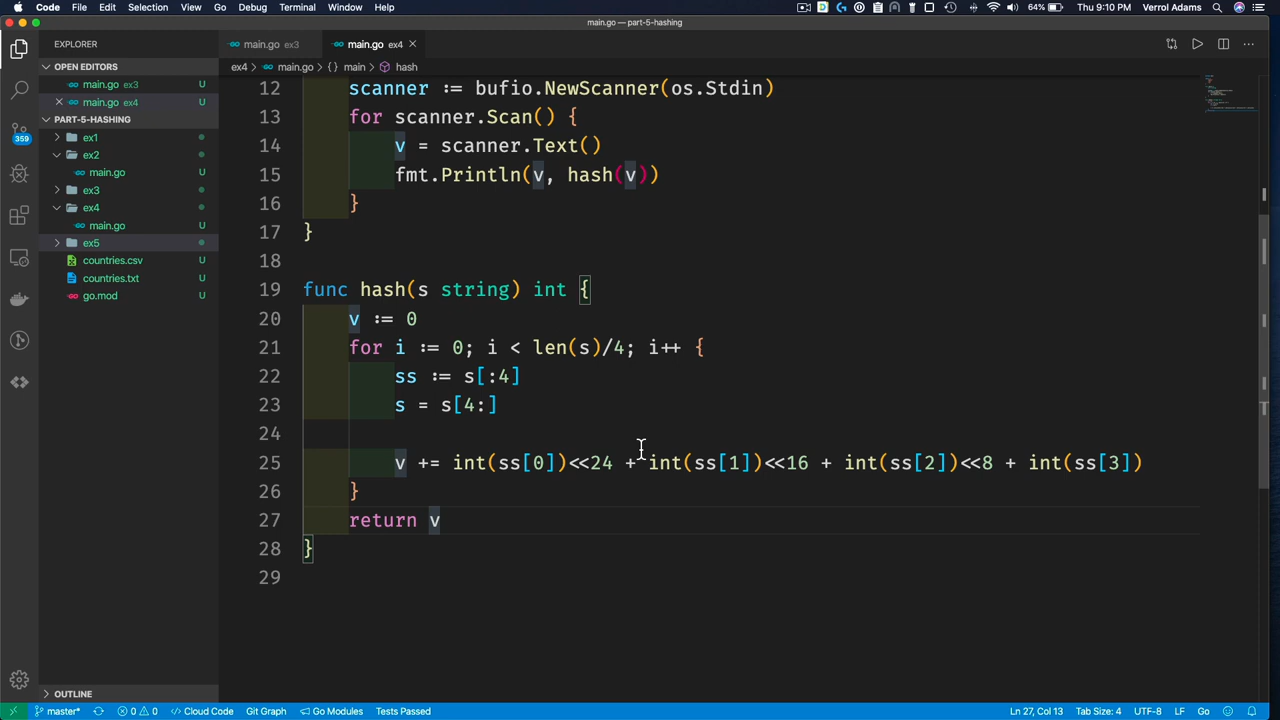 Code File Edit Selection View Go Debug Terminal Window Help 64% Thu 9:10 PM Verrol Adams
main.go — part-5-hashing
EXPLORER
main.go ex3
main.go ex4
OPEN EDITORS
main.go ex3 U
main.go ex4 U
PART-5-HASHING
ex1
ex2
main.go U
ex3
ex4
main.go U
ex5
countries.csv U
countries.txt U
go.mod U
OUTLINE
359
ex4 > main.go > {} main > hash
12 scanner := bufio.NewScanner(os.Stdin)
13 for scanner.Scan() {
14 v = scanner.Text()
15 fmt.Println(v, hash(v))
16 }
17 }
18
19 func hash(s string) int {
20 v := 0
21 for i := 0; i < len(s)/4; i++ {
22 ss := s[:4]
23 s = s[4:]
24
25 v += int(ss[0])<<24 + int(ss[1])<<16 + int(ss[2])<<8 + int(ss[3])
26 }
27 return v
28 }
29
master* 0 0 Cloud Code Git Graph Go Modules Tests Passed Ln 27, Col 13 Tab Size: 4 UTF-8 LF Go